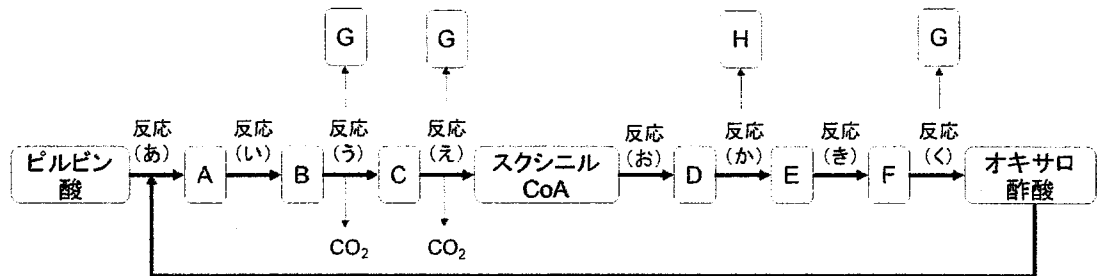 G
G
H
G
反応
(あ)
反応
(い)
反応
(う)
反応
(え)
反応
(お)
反応
(か)
反応
(き)
反応
(く)
ピルビン
酸
A
B
C
スクシニル
CoA
D
E
F
オキサロ
酢酸
CO₂
CO₂